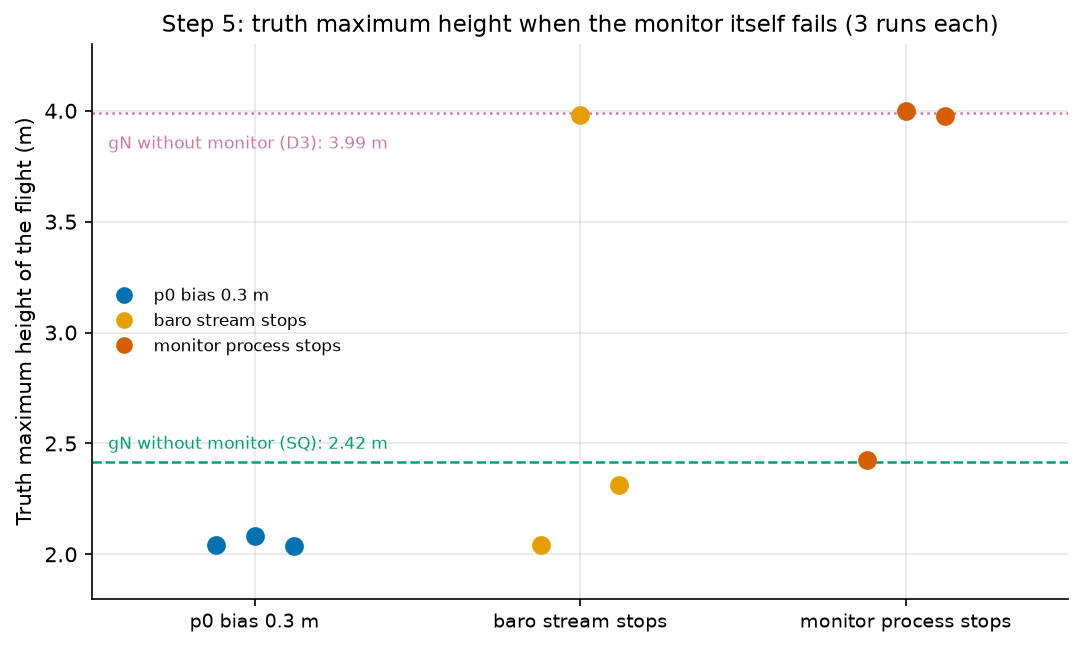 Step 5: truth maximum height when the monitor itself fails (3 runs each)
Truth maximum height of the flight (m)
4.0
3.5
3.0
2.5
2.0
gN without monitor (D3): 3.99 m
p0 bias 0.3 m
baro stream stops
monitor process stops
gN without monitor (SQ): 2.42 m
p0 bias 0.3 m
baro stream stops
monitor process stops